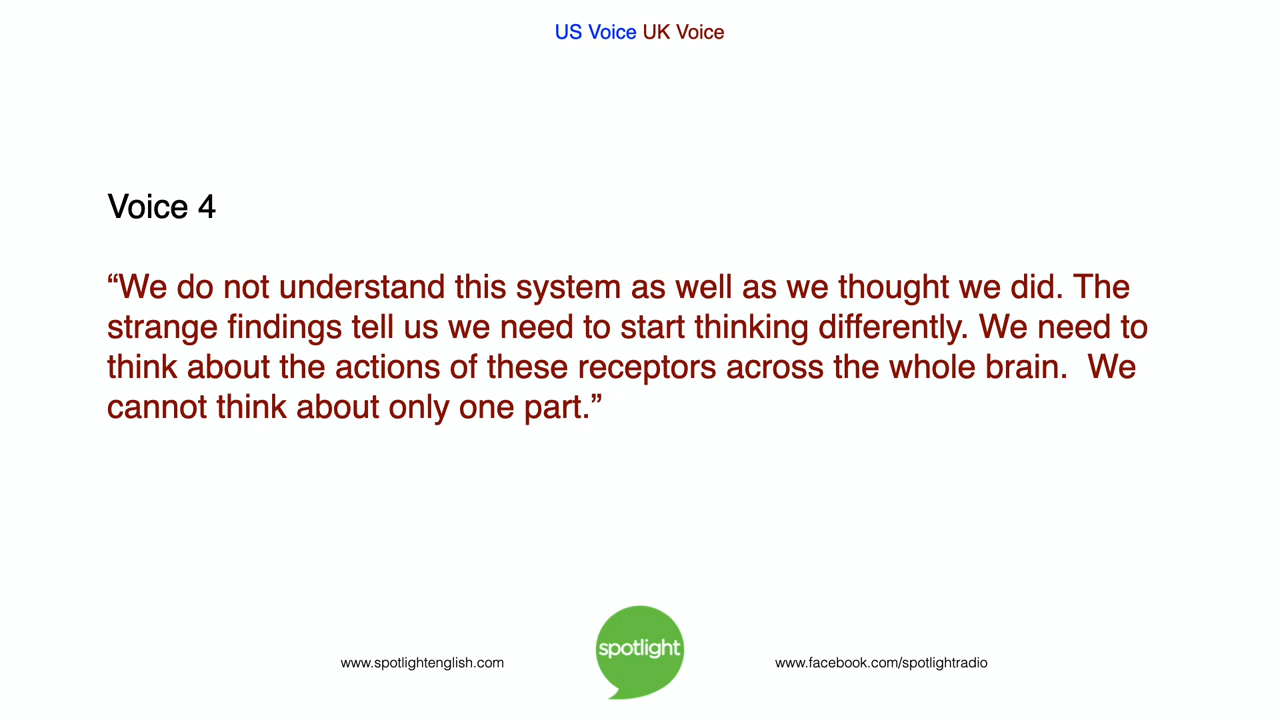 US Voice UK Voice
Voice 4
“We do not understand this system as well as we thought we did. The
strange findings tell us we need to start thinking differently. We need to
think about the actions of these receptors across the whole brain.  We
cannot think about only one part.”
www.spotlightenglish.com
spotlight
www.facebook.com/spotlightradio